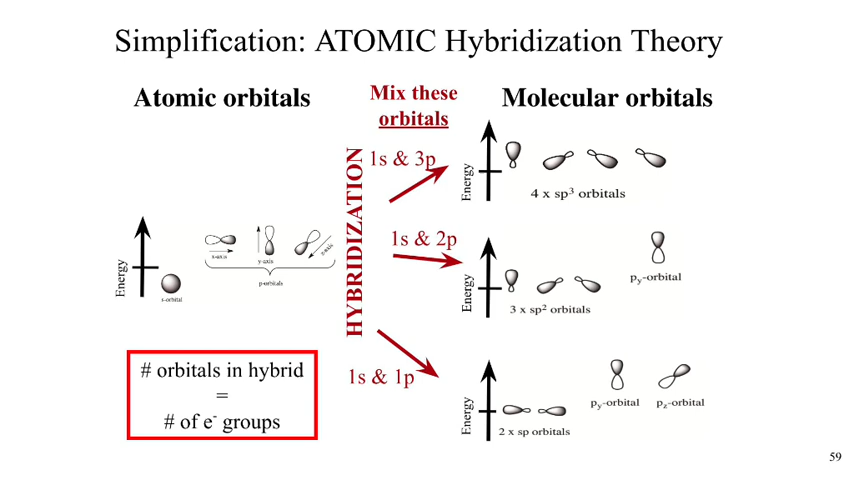 Simplification: ATOMIC Hybridization Theory
Atomic orbitals
Mix these
orbitals
Molecular orbitals
HYBRIDIZATION
1s & 3p
Energy
4 x sp³ orbitals
Energy
s-orbital
x-axis
y-axis
z-axis
p-orbitals
1s & 2p
Energy
3 x sp² orbitals
py-orbital
1s & 1p
Energy
2 x sp orbitals
py-orbital
pz-orbital
# orbitals in hybrid
=
# of e⁻ groups
59